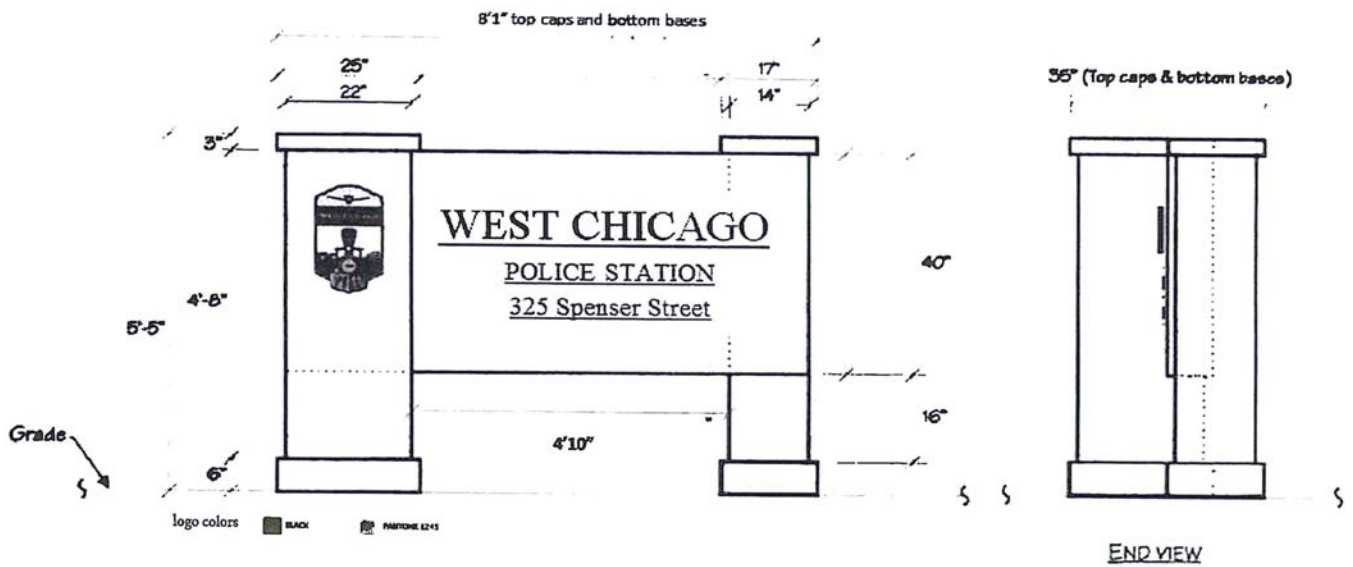 8'1" top caps and bottom bases
25"
22"
17"
14"
35" (Top caps & bottom bases)
3"
WEST CHICAGO
POLICE STATION
325 Spenser Street
4'-8"
5'-5"
40"
16"
4'10"
Grade
6"
logo colors
BLACK
END VIEW